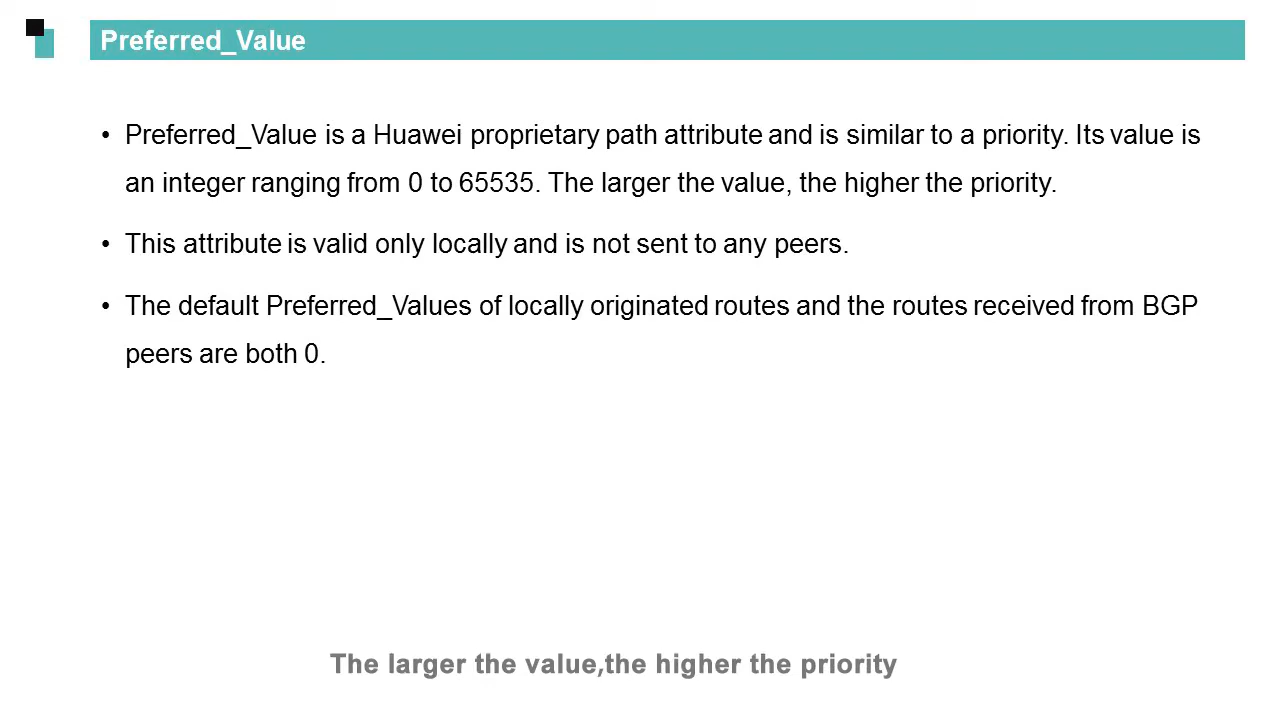 Preferred_Value
• Preferred_Value is a Huawei proprietary path attribute and is similar to a priority. Its value is
an integer ranging from 0 to 65535. The larger the value, the higher the priority.
• This attribute is valid only locally and is not sent to any peers.
• The default Preferred_Values of locally originated routes and the routes received from BGP
peers are both 0.
The larger the value,the higher the priority